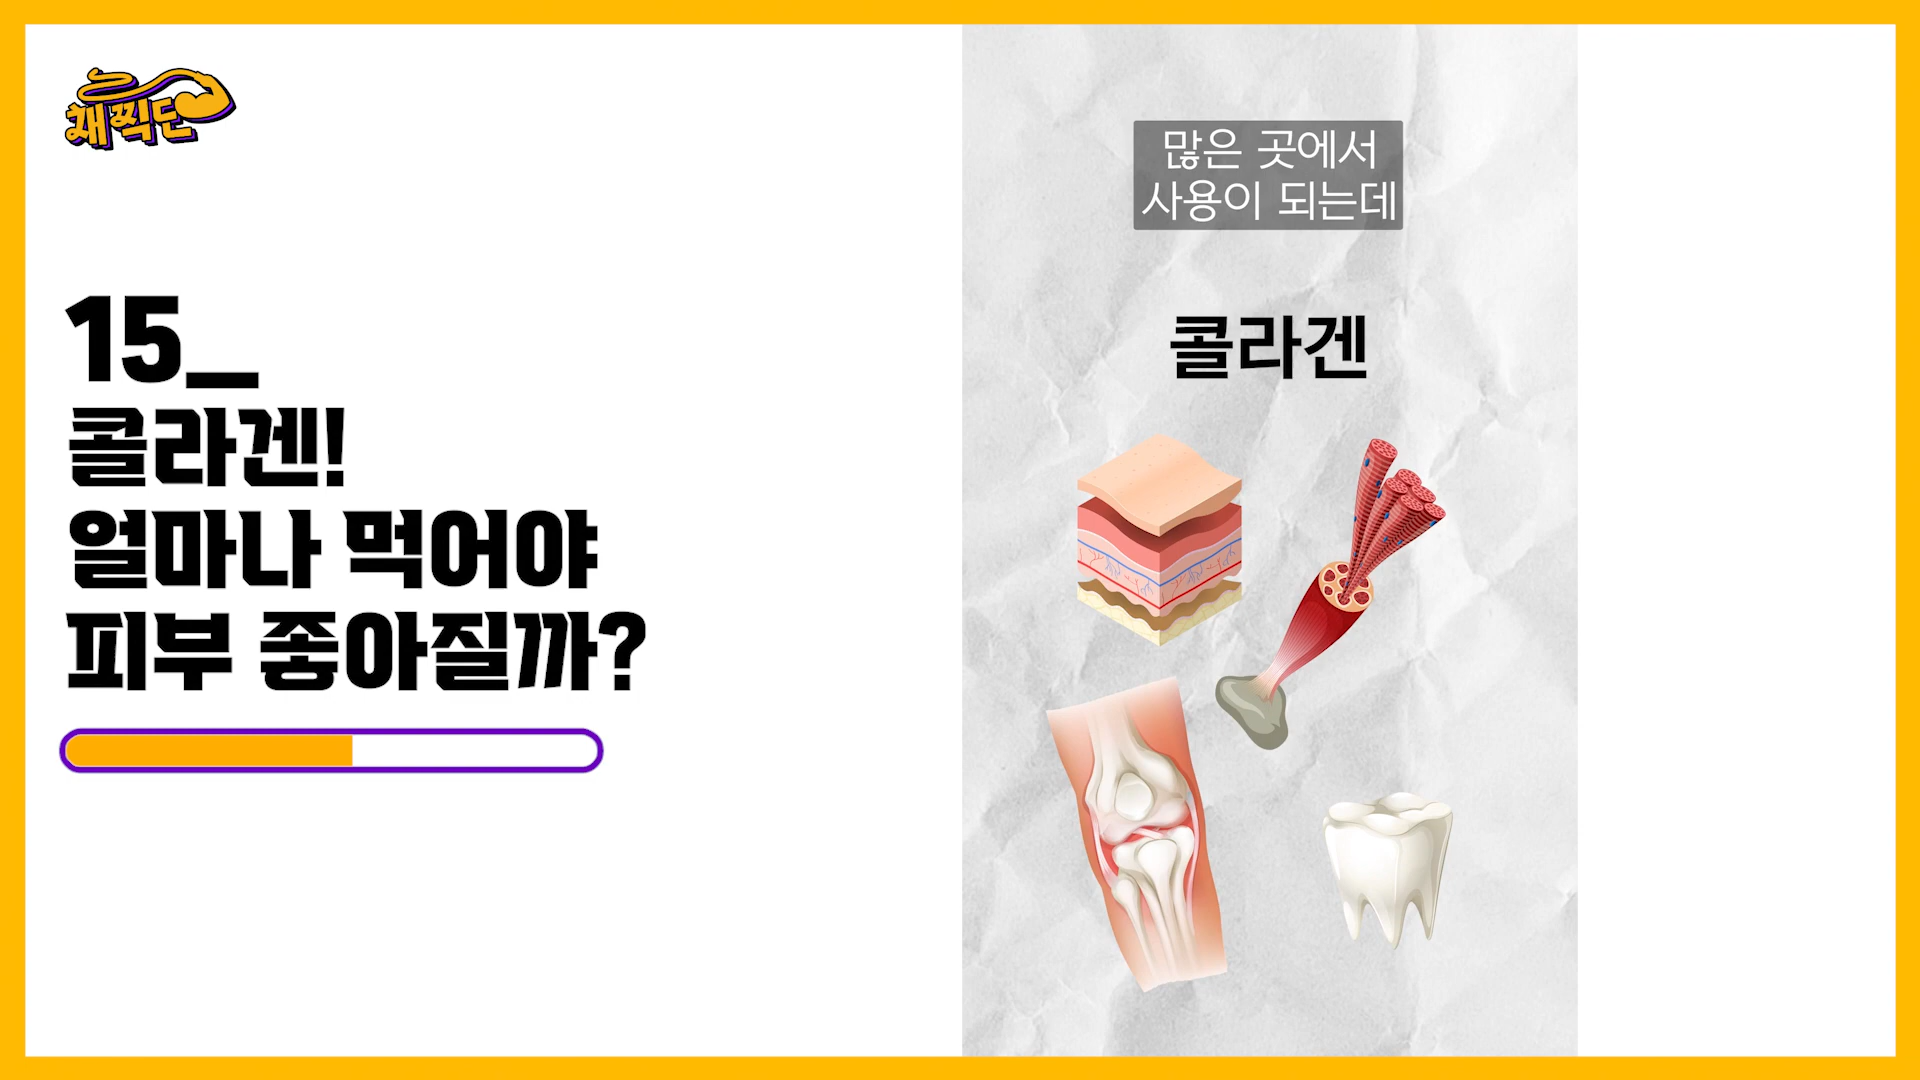 채찍단
15_
콜라겐!
얼마나 먹어야
피부 좋아질까?
많은 곳에서
사용이 되는데
콜라겐